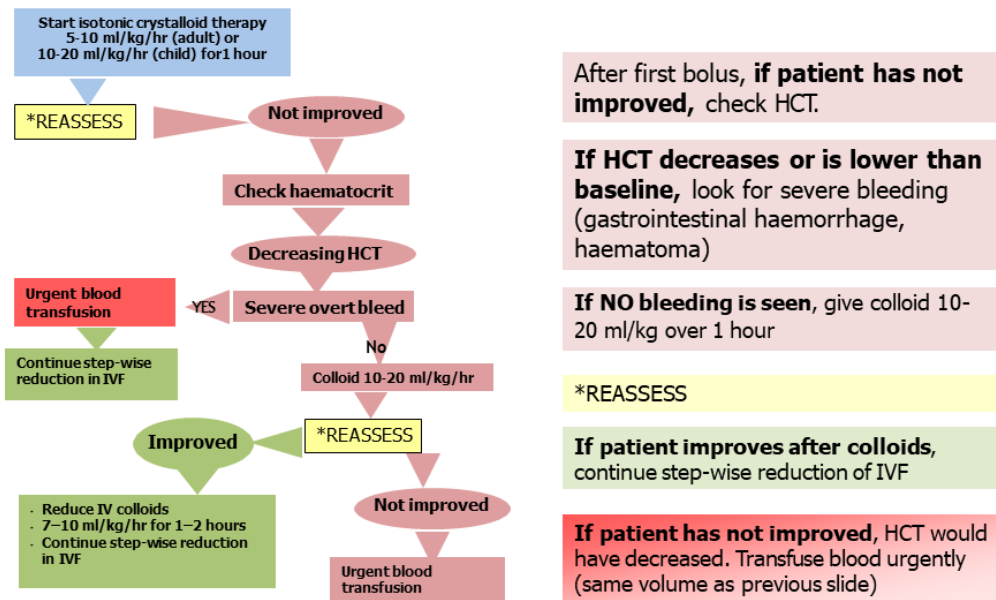 Start isotonic crystalloid therapy
5-10 ml/kg/hr (adult) or
10-20 ml/kg/hr (child) for1 hour
*REASSESS
Not improved
Check haematocrit
Decreasing HCT
Severe overt bleed
YES
Urgent blood
transfusion
Continue step-wise
reduction in IVF
No
Colloid 10-20 ml/kg/hr
*REASSESS
Improved
· Reduce IV colloids
· 7–10 ml/kg/hr for 1–2 hours
· Continue step-wise reduction
in IVF
Not improved
Urgent blood
transfusion
After first bolus, if patient has not
improved, check HCT.
If HCT decreases or is lower than
baseline, look for severe bleeding
(gastrointestinal haemorrhage,
haematoma)
If NO bleeding is seen, give colloid 10-
20 ml/kg over 1 hour
*REASSESS
If patient improves after colloids,
continue step-wise reduction of IVF
If patient has not improved, HCT would
have decreased. Transfuse blood urgently
(same volume as previous slide)